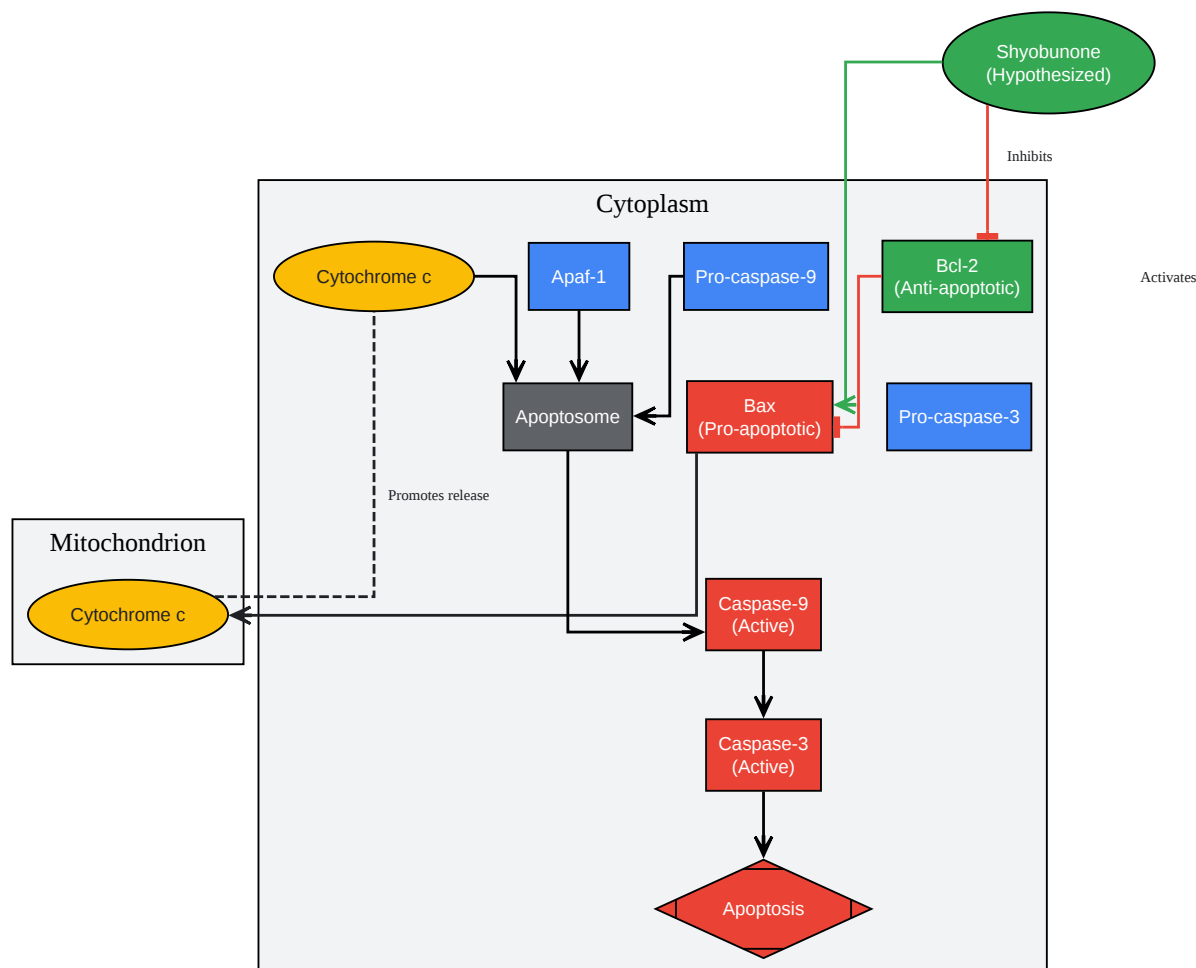 Shyobunone
(Hypothesized)
Inhibits
Cytoplasm
Cytochrome c
Apaf-1
Pro-caspase-9
Bcl-2
(Anti-apoptotic)
Activates
Apoptosome
Bax
(Pro-apoptotic)
Pro-caspase-3
Promotes release
Mitochondrion
Cytochrome c
Caspase-9
(Active)
Caspase-3
(Active)
Apoptosis